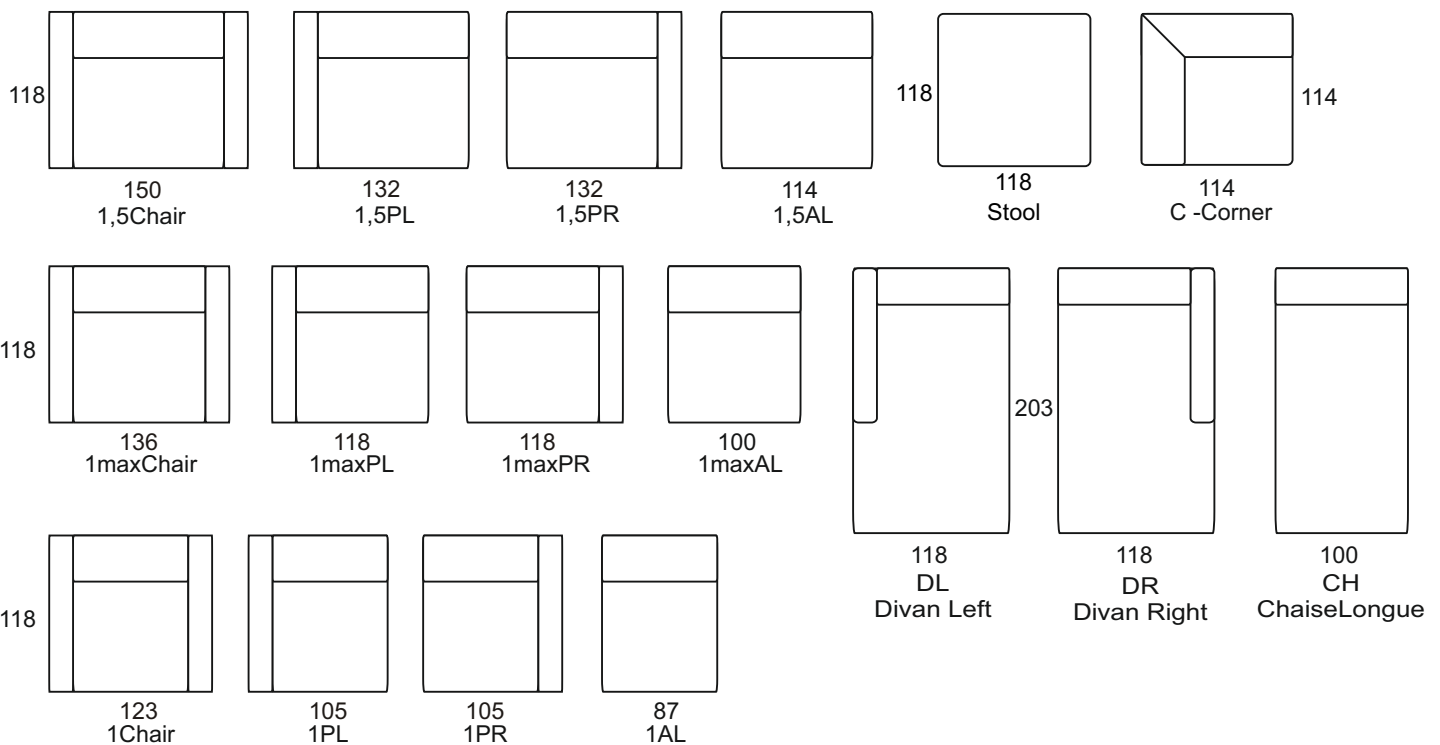 118
150
1,5Chair
132
1,5PL
132
1,5PR
114
1,5AL
118
118
Stool
114
114
C -Corner
118
136
1maxChair
118
1maxPL
118
1maxPR
100
1maxAL
203
118
DL
Divan Left
118
DR
Divan Right
100
CH
ChaiseLongue
118
123
1Chair
105
1PL
105
1PR
87
1AL